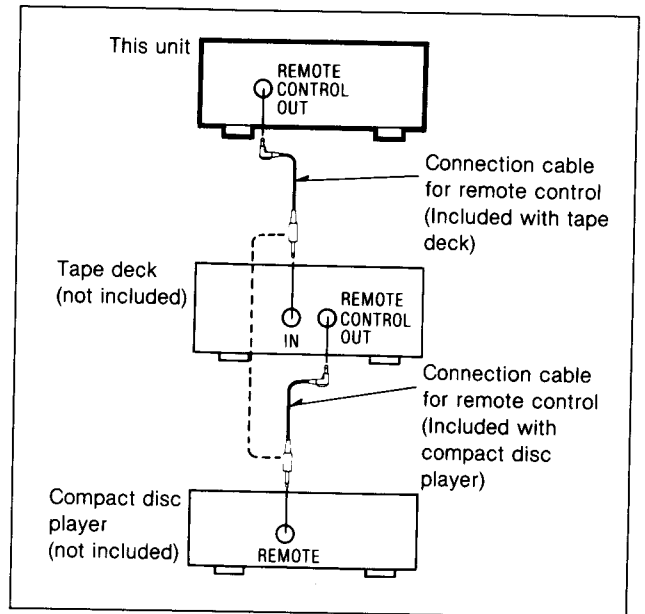 This unit
REMOTE
CONTROL
OUT
Connection cable
for remote control
(Included with tape
deck)
Tape deck
(not included)
IN
REMOTE
CONTROL
OUT
Connection cable
for remote control
(Included with
compact disc
player)
Compact disc
player
(not included)
REMOTE